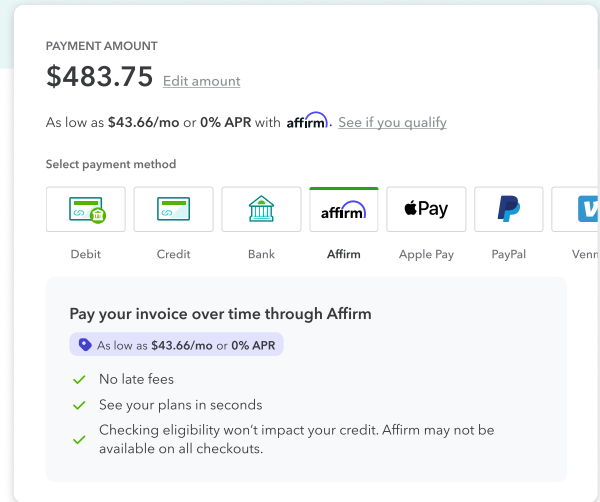 PAYMENT AMOUNT
$483.75 Edit amount
As low as $43.66/mo or 0% APR with affirm. See if you qualify
Select payment method
affirm Pay
Debit Credit Bank Affirm Apple Pay PayPal Venn
Pay your invoice over time through Affirm
As low as $43.66/mo or 0% APR
No late fees
See your plans in seconds
Checking eligibility won't impact your credit. Affirm may not be
available on all checkouts.